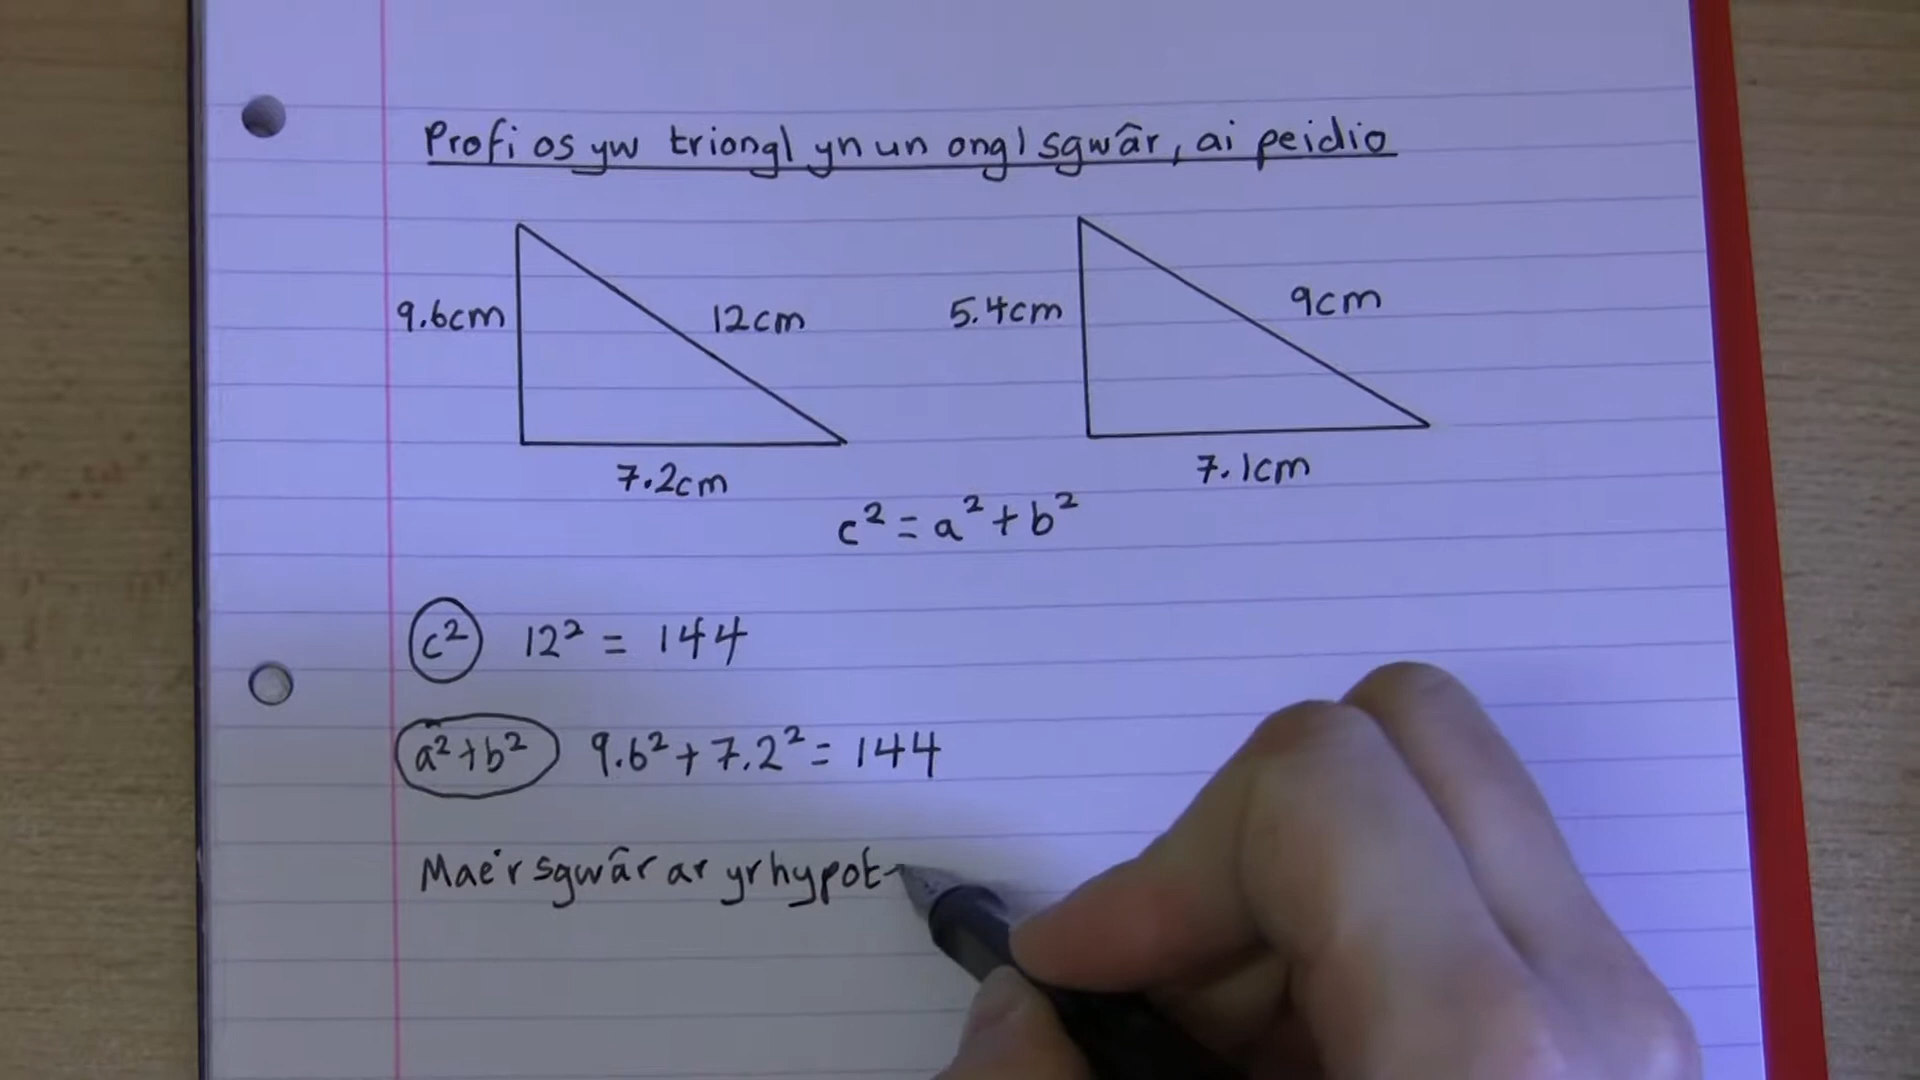 Profi os yw triongl yn un ongl sgwâr, ai peidio
9.6cm
12cm
7.2cm
5.4cm
9cm
7.1cm
c² = a² + b²
c² 12² = 144
a²+b² 9.6² + 7.2² = 144
Mae'r sgwâr ar yr hypot